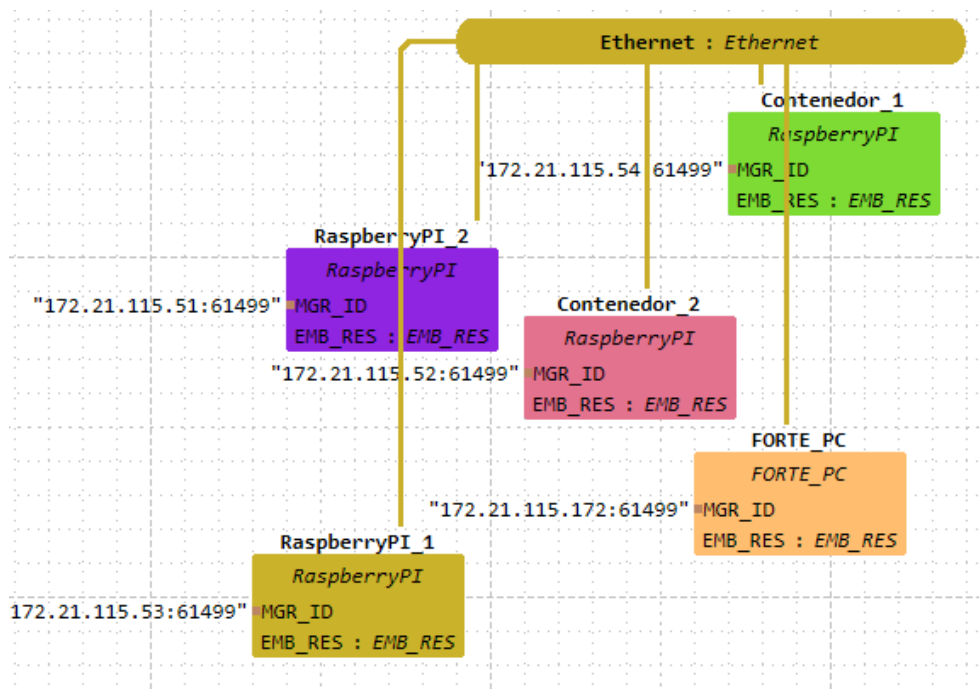 Ethernet : Ethernet
Contenedor_1
RaspberryPI
"172.21.115.54 61499" MGR_ID
EMB_RES : EMB_RES
RaspberryPI_2
RaspberryPI
"172.21.115.51:61499" MGR_ID
EMB_RES : EMB_RES
Contenedor_2
RaspberryPI
"172.21.115.52:61499" MGR_ID
EMB_RES : EMB_RES
FORTE_PC
FORTE_PC
"172.21.115.172:61499" MGR_ID
EMB_RES : EMB_RES
RaspberryPI_1
RaspberryPI
172.21.115.53:61499" MGR_ID
EMB_RES : EMB_RES